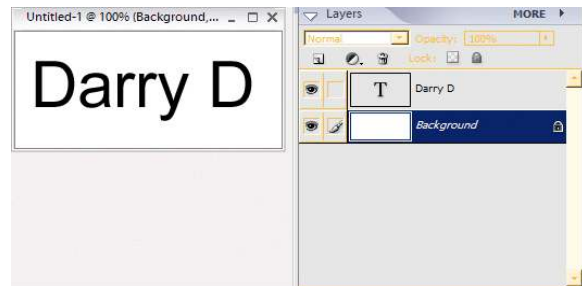 Untitled-1 @ 100% (Background,...
Darry D
Layers
MORE
Normal
Opacity: 100%
Lock:
T
Darry D
Background